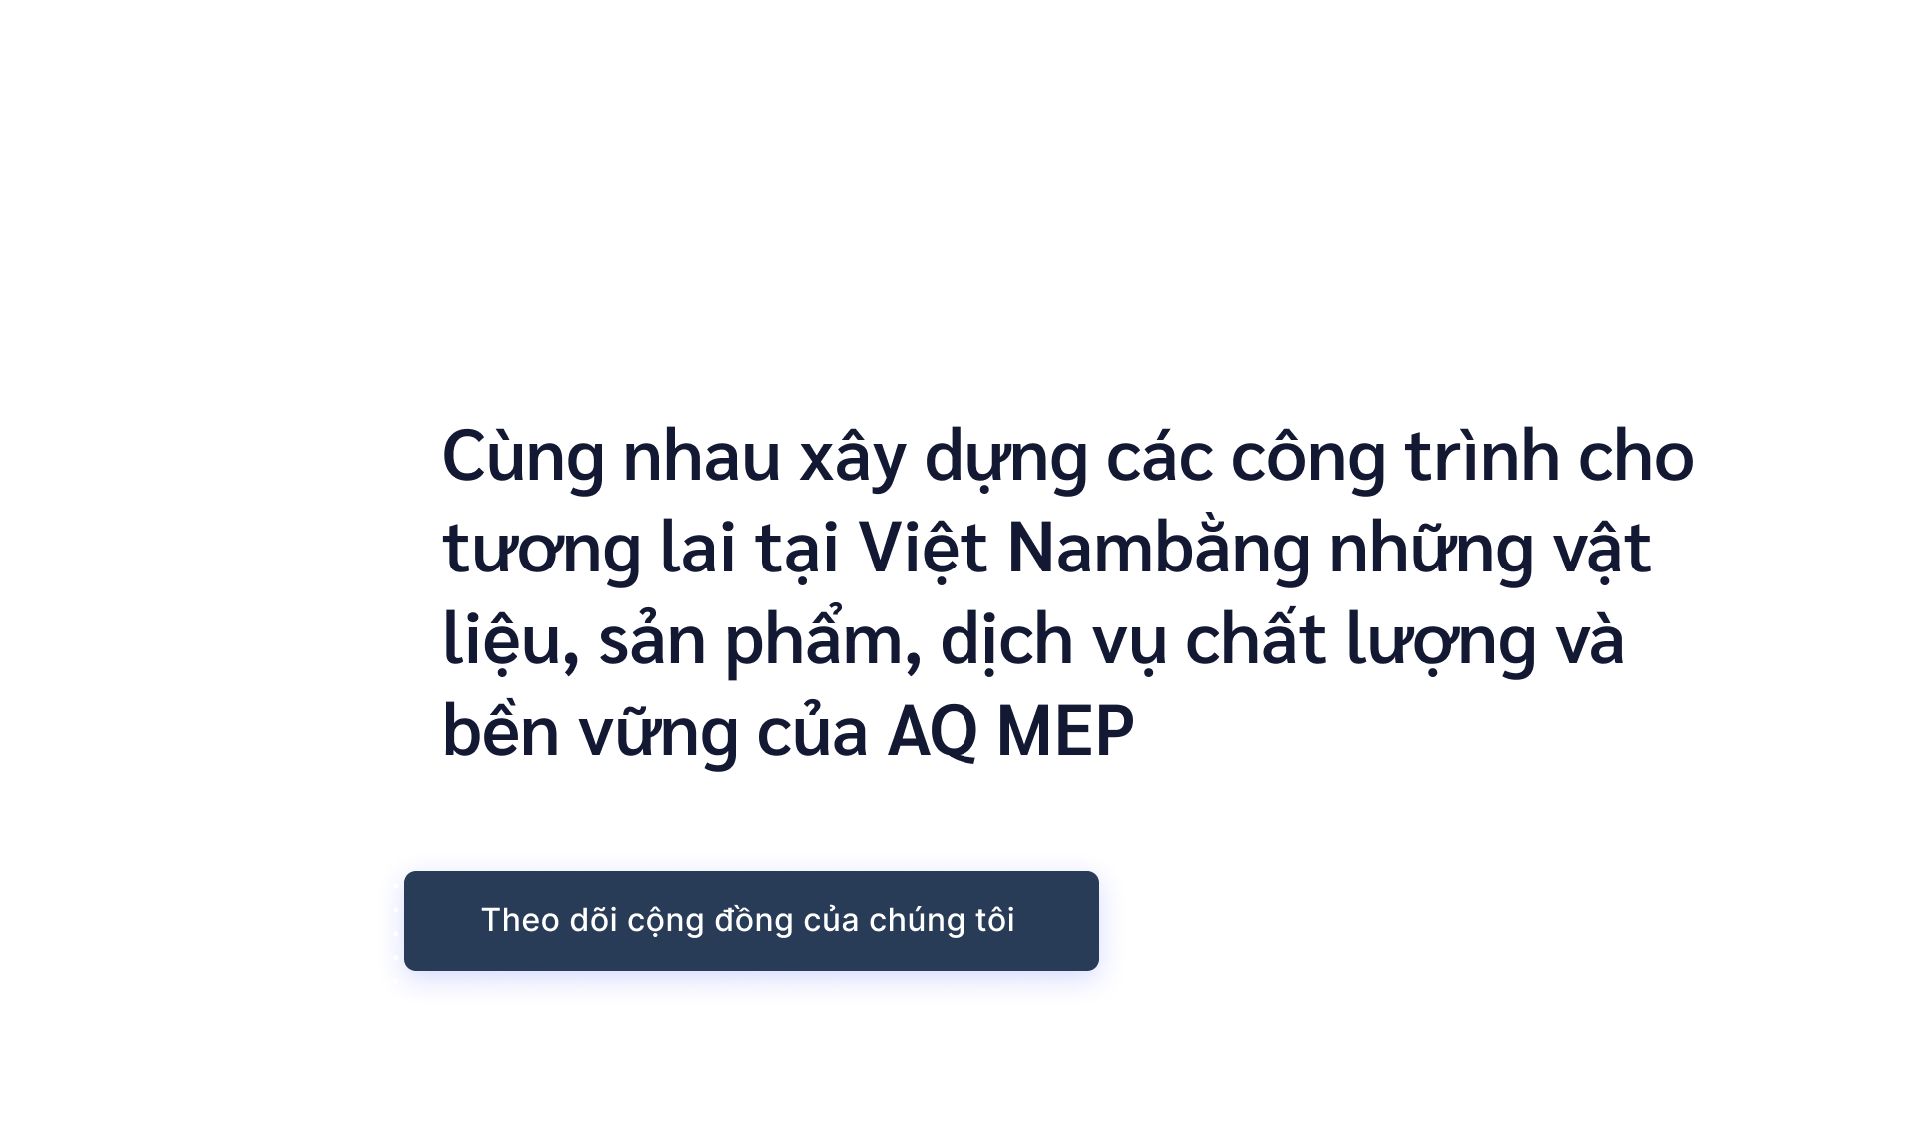 Cùng nhau xây dựng các công trình cho
tương lai tại Việt Nambằng những vật
liệu, sản phẩm, dịch vụ chất lượng và
bền vững của AQ MEP
Theo dõi cộng đồng của chúng tôi